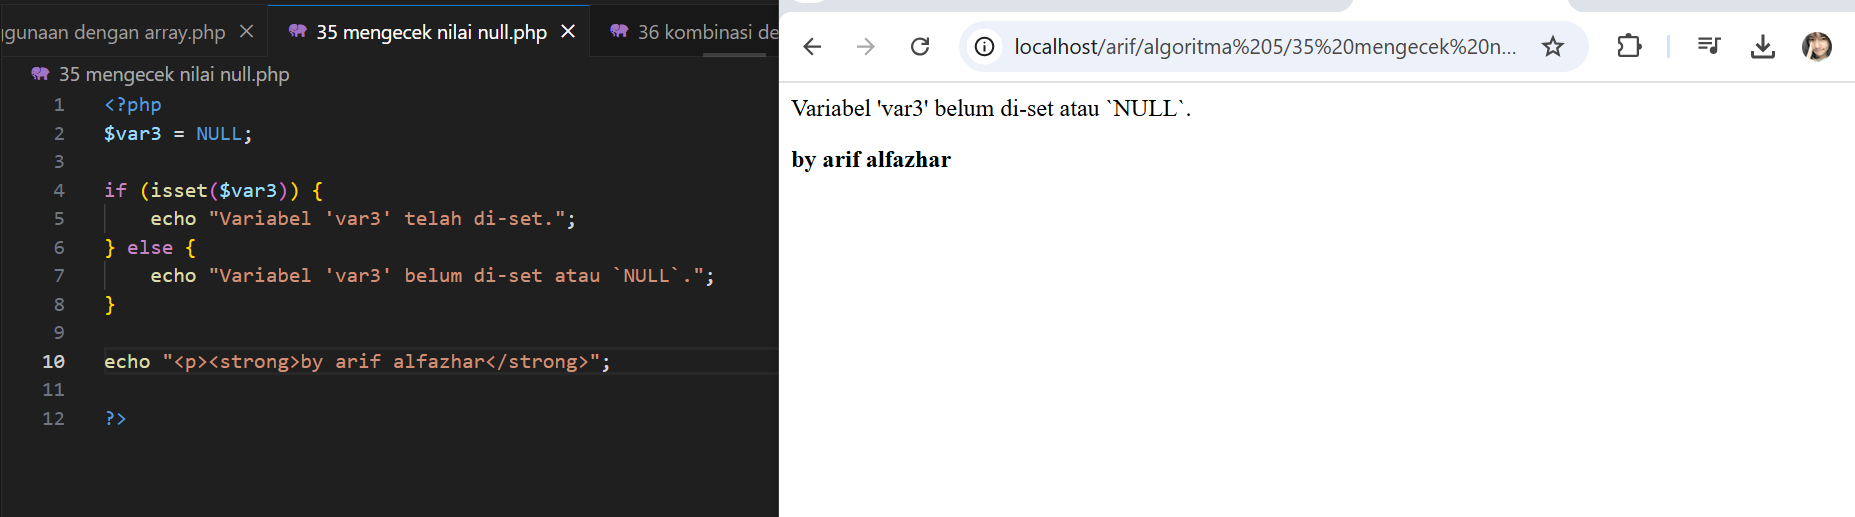 gunaan dengan array.php
35 mengecek nilai null.php
36 kombinasi de
35 mengecek nilai null.php
1 <?php
2 $var3 = NULL;
3
4 if (isset($var3)) {
5     echo "Variabel 'var3' telah di-set.";
6 } else {
7     echo "Variabel 'var3' belum di-set atau `NULL`.";
8 }
9
10 echo "<p><strong>by arif alfazhar</strong>";
11
12 ?>
localhost/arif/algoritma%205/35%20mengecek%20n...
Variabel 'var3' belum di-set atau `NULL`.
by arif alfazhar